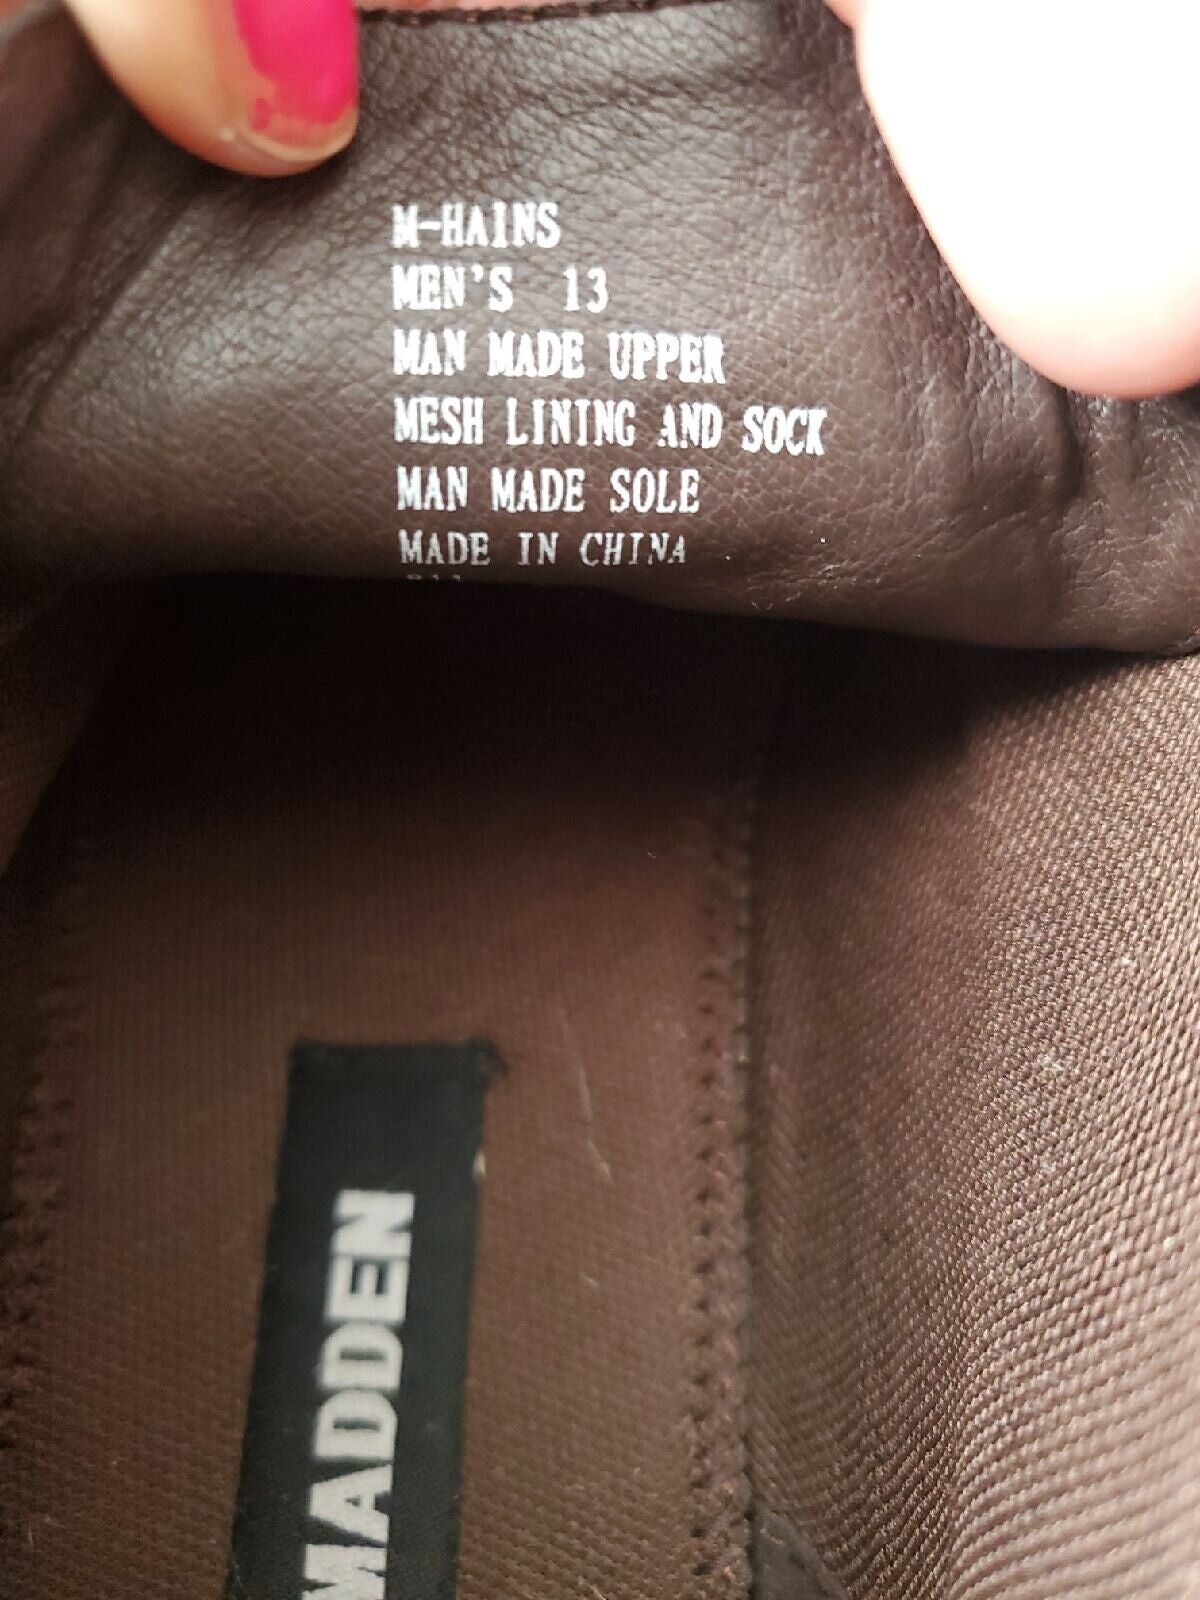 M-HAINS
MEN'S 13
MAN MADE UPPER
MESH LINING AND SOCK
MAN MADE SOLE
MADE IN CHINA
MADDEN